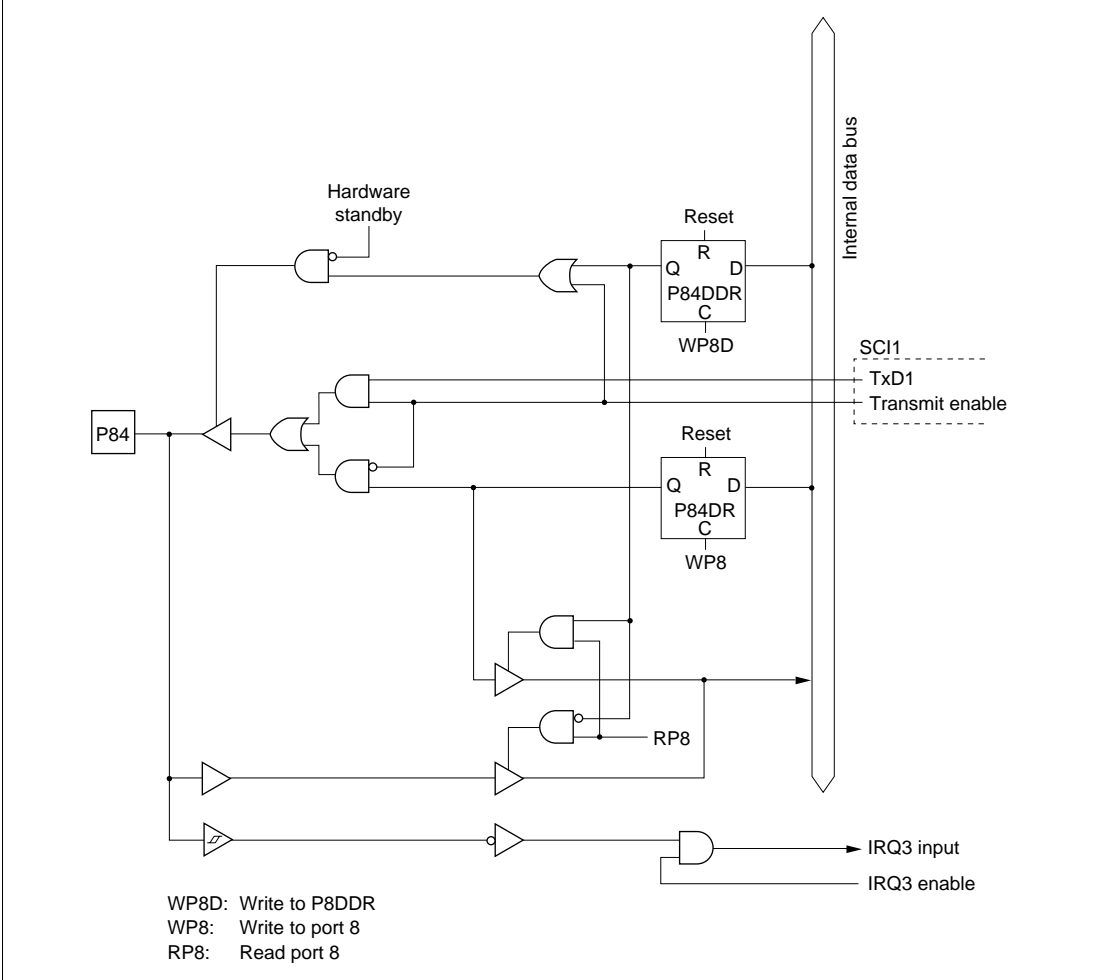 Hardware
standby
Reset
R
Q D
P84DDR
C
WP8D
Internal data bus
SCI1
TxD1
Transmit enable
P84
Reset
R
Q D
P84DR
C
WP8
RP8
IRQ3 input
IRQ3 enable
WP8D: Write to P8DDR
WP8: Write to port 8
RP8: Read port 8